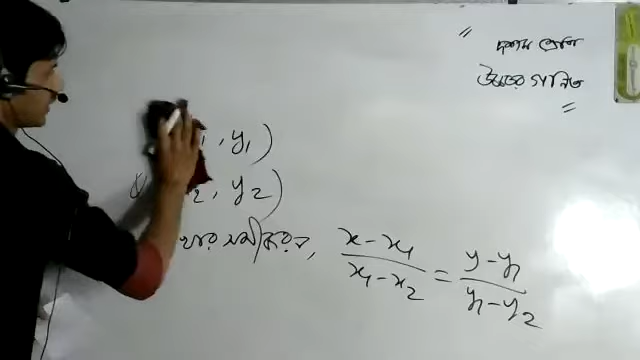 " দশম শ্রেণি
উচ্চতর গণিত "
, y₁)
₂, y₂)
সমীকরণ, (x - x₁)/(x₁ - x₂) = (y - y₁)/(y₁ - y₂)